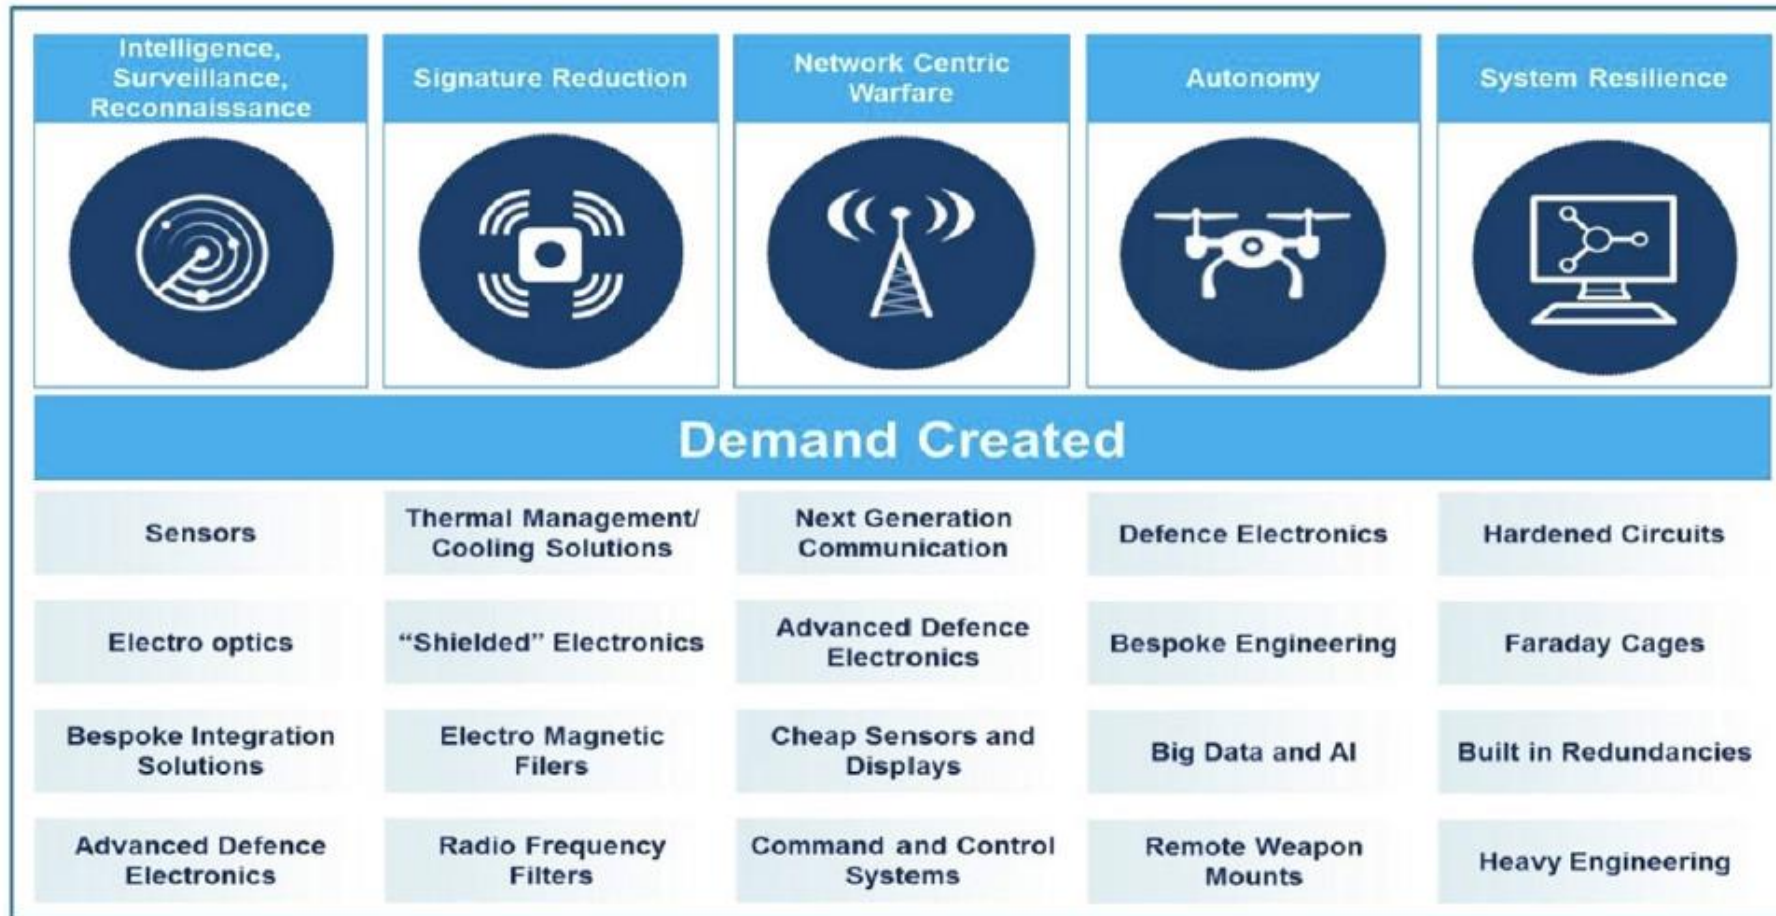 Intelligence,
Surveillance,
Reconnaissance
Signature Reduction
Network Centric
Warfare
Autonomy
System Resilience
Demand Created
Sensors
Thermal Management/
Cooling Solutions
Next Generation
Communication
Defence Electronics
Hardened Circuits
Electro optics
“Shielded” Electronics
Advanced Defence
Electronics
Bespoke Engineering
Faraday Cages
Bespoke Integration
Solutions
Electro Magnetic
Filers
Cheap Sensors and
Displays
Big Data and AI
Built in Redundancies
Advanced Defence
Electronics
Radio Frequency
Filters
Command and Control
Systems
Remote Weapon
Mounts
Heavy Engineering